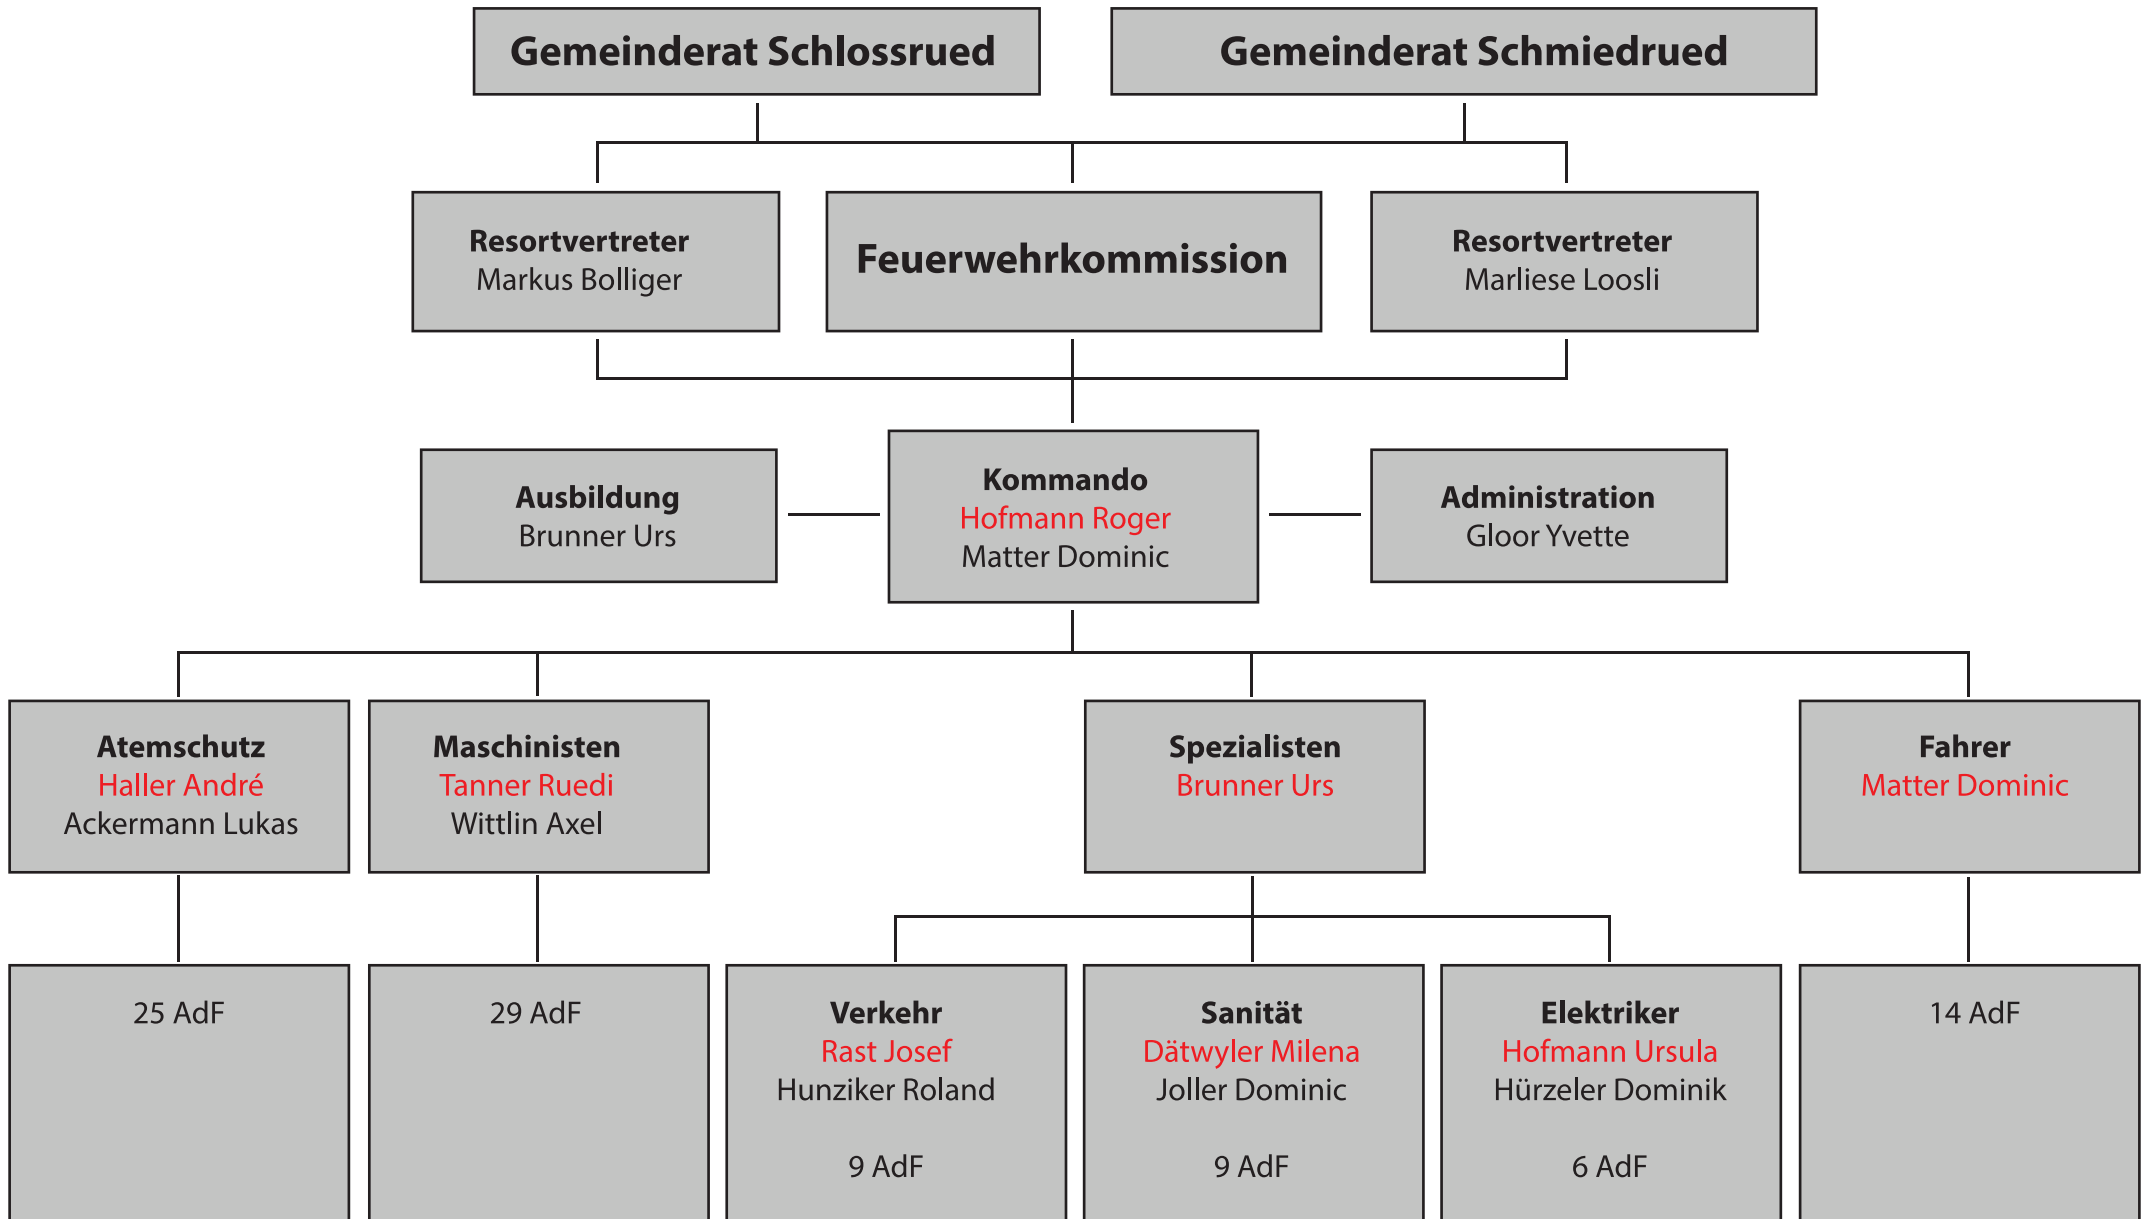 Gemeinderat Schlossrued
Gemeinderat Schmiedrued
Resortvertreter
Markus Bolliger
Feuerwehrkommission
Resortvertreter
Marliese Loosli
Ausbildung
Brunner Urs
Kommando
Hofmann Roger
Matter Dominic
Administration
Gloor Yvette
Atemschutz
Haller André
Ackermann Lukas
Maschinisten
Tanner Ruedi
Wittlin Axel
Spezialisten
Brunner Urs
Fahrer
Matter Dominic
25 AdF
29 AdF
Verkehr
Rast Josef
Hunziker Roland
9 AdF
Sanität
Dätwyler Milena
Joller Dominic
9 AdF
Elektriker
Hofmann Ursula
Hürzeler Dominik
6 AdF
14 AdF